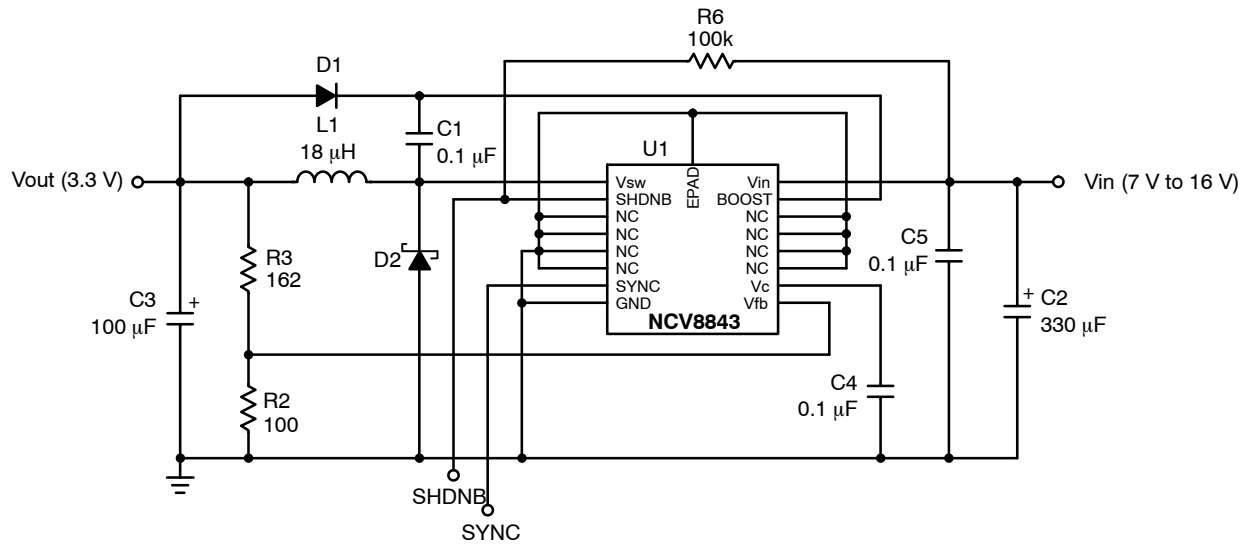 R6
100k
D1
L1
18 μH
C1
0.1 μF
U1
Vout (3.3 V)
Vin (7 V to 16 V)
EPAD
Vsw
SHDNB
NC
NC
NC
NC
SYNC
GND
Vin
BOOST
NC
NC
NC
NC
Vc
Vfb
NCV8843
R3
162
D2
C5
0.1 μF
C3
+
100 μF
+
C2
330 μF
C4
0.1 μF
R2
100
SHDNB
SYNC